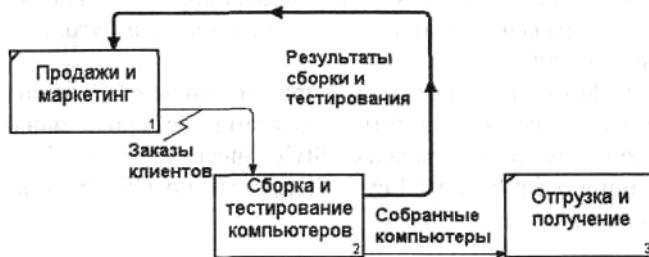 Продажи и
маркетинг
1
Результаты
сборки и
тестирования
Заказы
клиентов
Сборка и
тестирование
компьютеров
2
Собранные
компьютеры
Отгрузка и
получение
3